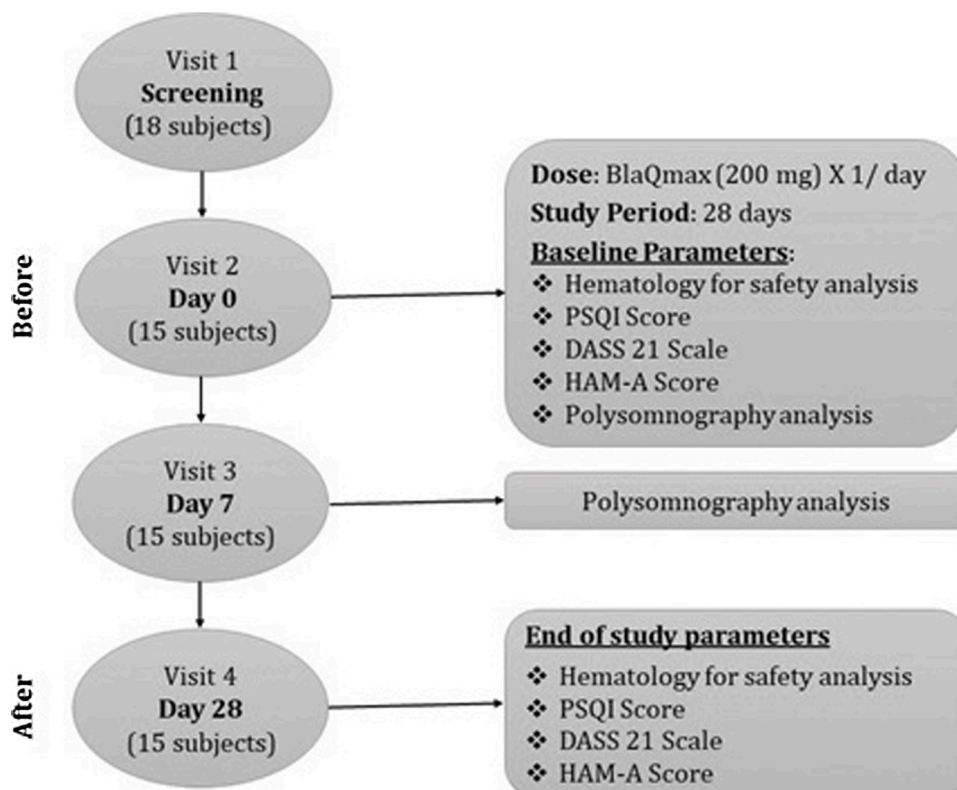 Visit 1
Screening
(18 subjects)
Before
Visit 2
Day 0
(15 subjects)
Dose: BlaQmax (200 mg) X 1/ day
Study Period: 28 days
Baseline Parameters:
❖ Hematology for safety analysis
❖ PSQI Score
❖ DASS 21 Scale
❖ HAM-A Score
❖ Polysomnography analysis
Visit 3
Day 7
(15 subjects)
Polysomnography analysis
After
Visit 4
Day 28
(15 subjects)
End of study parameters
❖ Hematology for safety analysis
❖ PSQI Score
❖ DASS 21 Scale
❖ HAM-A Score